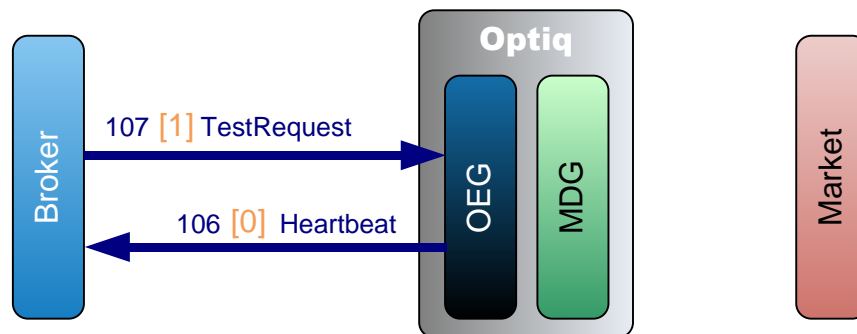 Optiq
Broker
107 [1] TestRequest
106 [0] Heartbeat
OEG
MDG
Market